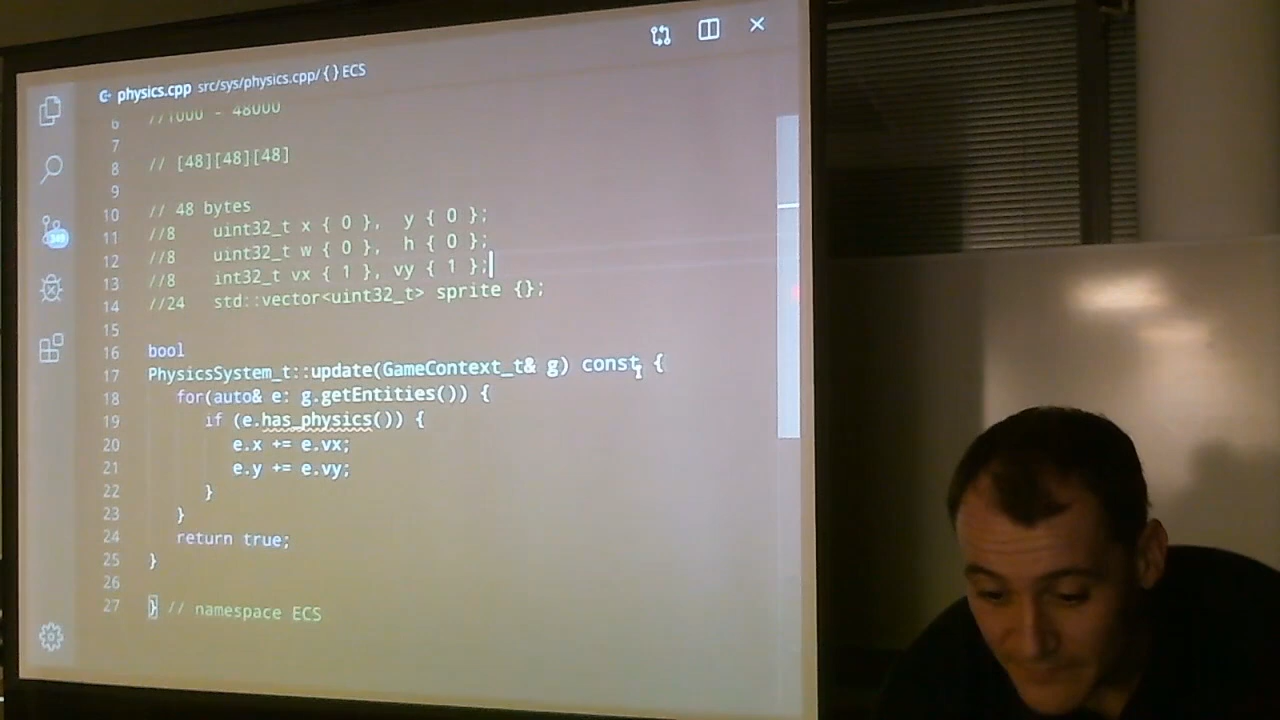 physics.cpp src/sys/physics.cpp/{}ECS
6 //1000 - 48000
7
8 // [48][48][48]
9
10 // 48 bytes
11 //8 uint32_t x { 0 }, y { 0 };
12 //8 uint32_t w { 0 }, h { 0 };
13 //8 int32_t vx { 1 }, vy { 1 };
14 //24 std::vector<uint32_t> sprite {};
15
16 bool
17 PhysicsSystem_t::update(GameContext_t& g) const {
18 for(auto& e: g.getEntities()) {
19 if (e.has_physics()) {
20 e.x += e.vx;
21 e.y += e.vy;
22 }
23 }
24 return true;
25 }
26
27 } // namespace ECS